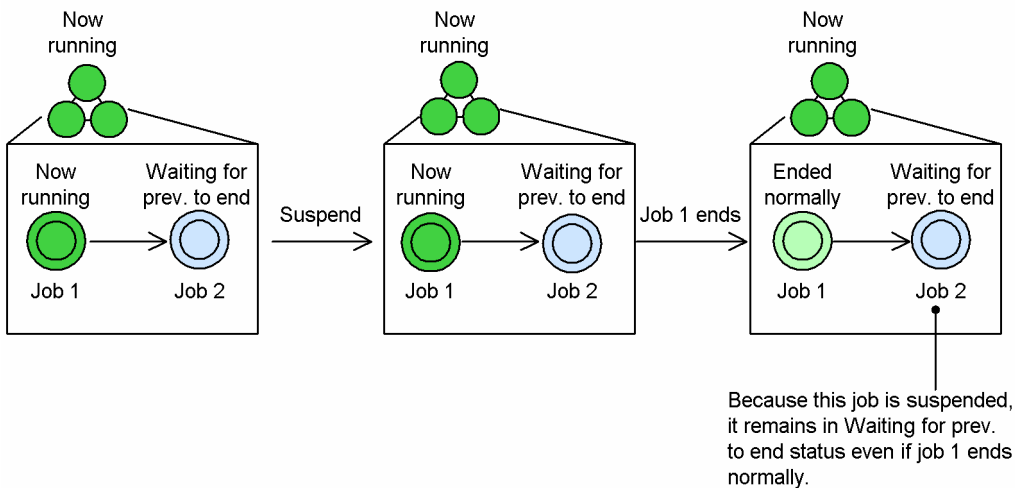 Now
running
Now
running
Now
running
Now
running
Waiting for
prev. to end
Job 1
Job 2
Suspend
Now
running
Waiting for
prev. to end
Job 1
Job 2
Job 1 ends
Ended
normally
Waiting for
prev. to end
Job 1
Job 2
Because this job is suspended,
it remains in Waiting for prev.
to end status even if job 1 ends
normally.